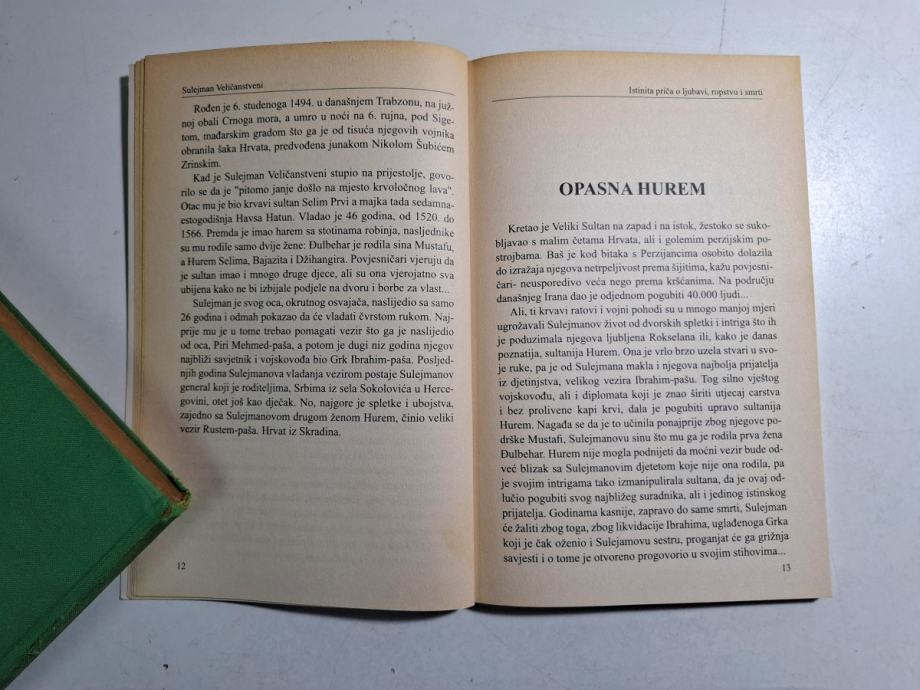 Sulejman Veličanstveni
Rođen je 6. studenoga 1494. u današnjem Trabzonu, na juž-
noj obali Crnoga mora, a umro u noći na 6. rujna, pod Sige-
tom, mađarskim gradom što ga je od tisuća njegovih vojnika
obranila šaka Hrvata, predvođena junakom Nikolom Šubićem
Zrinskim.
Kad je Sulejman Veličanstveni stupio na prijestolje, govo-
rilo se da je "pitomo janje došlo na mjesto krvoločnog lava".
Otac mu je bio krvavi sultan Selim Prvi a majka tada sedamna-
estogodišnja Havsa Hatun. Vladao je 46 godina, od 1520. do
1566. Premda je imao harem sa stotinama robinja, nasljednike
su mu rodile samo dvije žene: Đulbehar je rodila sina Mustafu,
a Hurem Selima, Bajazita i Džihangira. Povjesničari vjeruju da
je sultan imao i mnogo druge djece, ali su ona vjerojatno sva
ubijena kako ne bi izbijale podjele na dvoru i borbe za vlast...
Sulejman je svog oca, okrutnog osvajača, naslijedio sa samo
26 godina i odmah pokazao da će vladati čvrstom rukom. Naj-
prije mu je u tome trebao pomagati vezir što ga je naslijedio
od oca, Piri Mehmed-paša, a potom je dugi niz godina njegov
najbliži savjetnik i vojskovođa bio Grk Ibrahim-paša. Posljed-
njih godina Sulejmanova vladanja vezirom postaje Sulejmanov
general koji je roditeljima, Srbima iz sela Sokolovića u Herce-
govini, otet još kao dječak. No, najgore je spletke i ubojstva,
zajedno sa Sulejmanovom drugom ženom Hurem, činio veliki
vezir Rustem-paša. Hrvat iz Skradina.
12
Istinita priča o ljubavi, ropstvu i smrti
OPASNA HUREM
Kretao je Veliki Sultan na zapad i na istok, žestoko se suko-
bljavao s malim četama Hrvata, ali i golemim perzijskim po-
strojbama. Baš je kod bitaka s Perzijancima osobito dolazila
do izražaja njegova netrpeljivost prema šijitima, kažu povjesni-
čari- neusporedivo veća nego prema kršćanima. Na području
današnjeg Irana dao je odjednom pogubiti 40.000 ljudi...
Ali, ti krvavi ratovi i vojni pohodi su u mnogo manjoj mjeri
ugrožavali Sulejmanov život od dvorskih spletki i intriga što ih
je poduzimala njegova ljubljena Rokselana ili, kako je danas
poznatija, sultanija Hurem. Ona je vrlo brzo uzela stvari u svo-
je ruke, pa je od Sulejmana makla i njegova najbolja prijatelja
iz djetinjstva, velikog vezira Ibrahim-pašu. Tog silno vještog
vojskovođu, ali i diplomata koji je znao širiti utjecaj carstva
i bez prolivene kapi krvi, dala je pogubiti upravo sultanija
Hurem. Nagađa se da je to učinila ponajprije zbog njegove po-
drške Mustafi, Sulejmanovu sinu što mu ga je rodila prva žena
Đulbehar. Hurem nije mogla podnijeti da moćni vezir bude od-
već blizak sa Sulejmanovim djetetom koje nije ona rodila, pa
je svojim intrigama tako izmanipulirala sultana, da je ovaj od-
lučio pogubiti svog najbližeg suradnika, ali i jedinog istinskog
prijatelja. Godinama kasnije, zapravo do same smrti, Sulejman
će žaliti zbog toga, zbog likvidacije Ibrahima, uglađenoga Grka
koji je čak oženio i Sulejamovu sestru, proganjat će ga grižnja
savjesti i o tome je otvoreno progovorio u svojim stihovima...
13